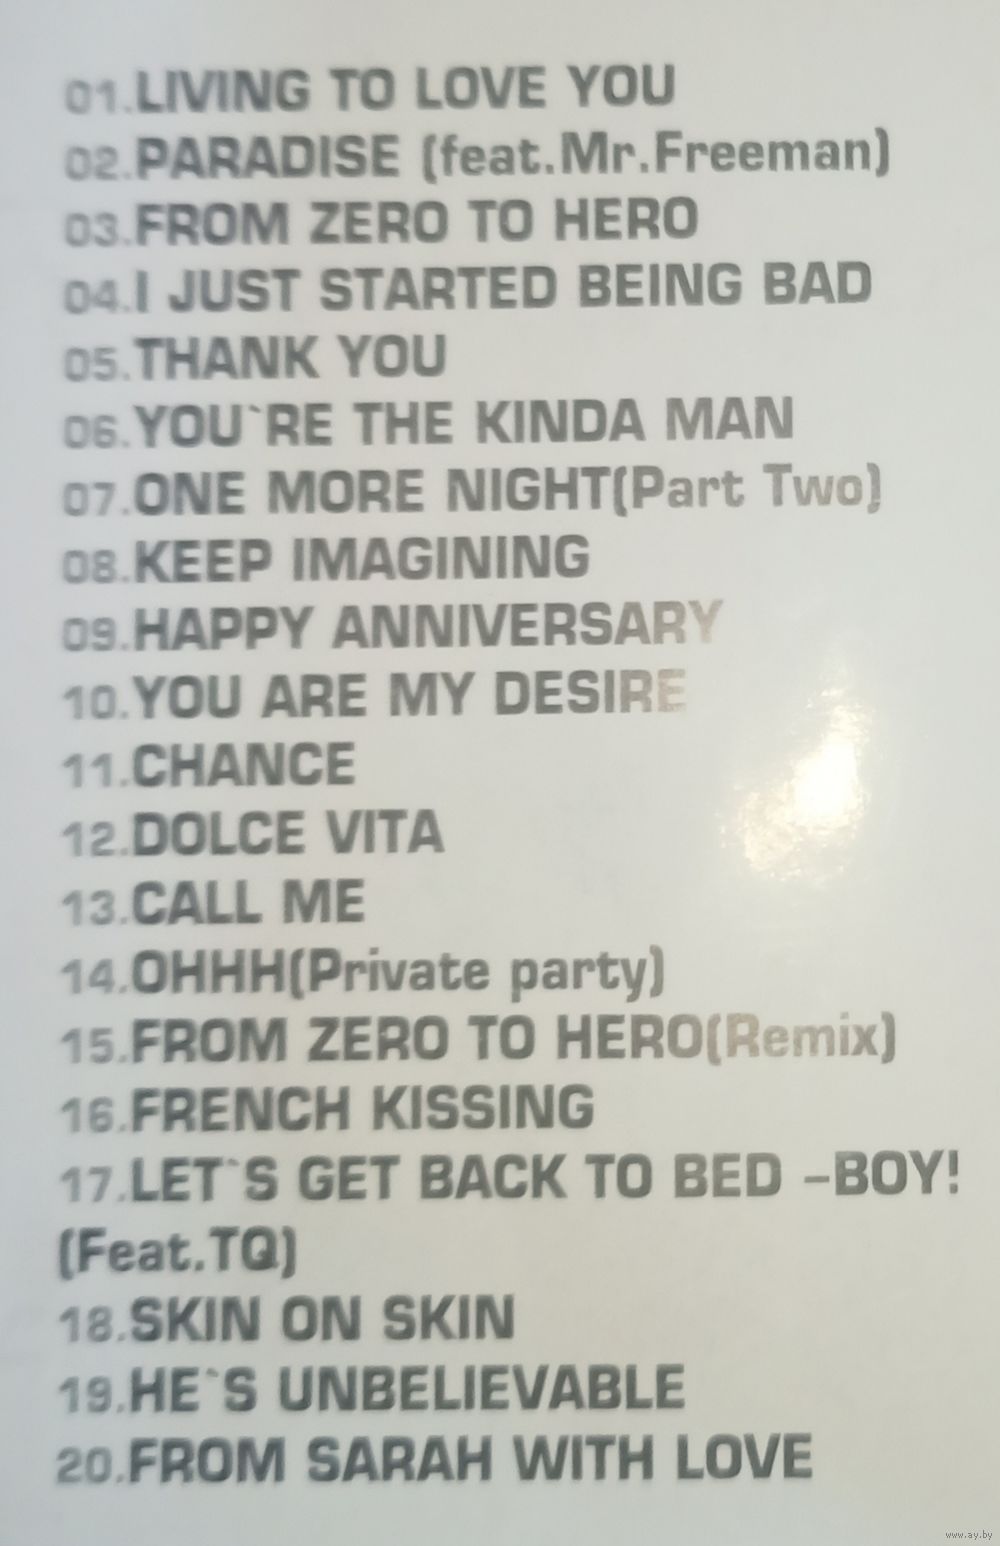 01.LIVING TO LOVE YOU
02.PARADISE (feat.Mr.Freeman)
03.FROM ZERO TO HERO
04.I JUST STARTED BEING BAD
05.THANK YOU
06.YOU`RE THE KINDA MAN
07.ONE MORE NIGHT(Part Two)
08.KEEP IMAGINING
09.HAPPY ANNIVERSARY
10.YOU ARE MY DESIRE
11.CHANCE
12.DOLCE VITA
13.CALL ME
14.OHHH(Private party)
15.FROM ZERO TO HERO(Remix)
16.FRENCH KISSING
17.LET`S GET BACK TO BED –BOY!
(Feat.TQ)
18.SKIN ON SKIN
19.HE`S UNBELIEVABLE
20.FROM SARAH WITH LOVE
www.ay.by